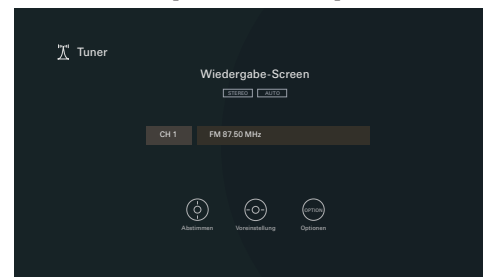 Tuner
Wiedergabe-Screen
STEREO AUTO
CH 1 FM 87.50 MHz
OPTION
Abstimmen Voreinstellung Optionen